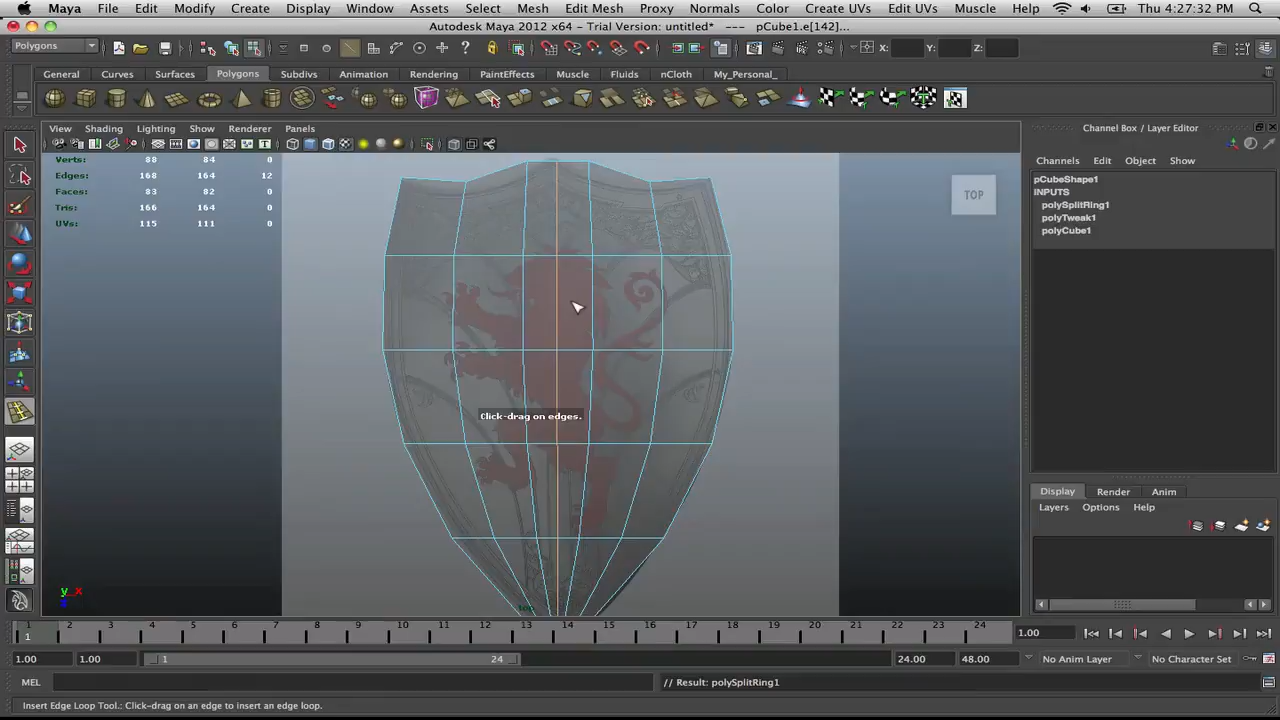 Maya File Edit Modify Create Display Window Assets Select Mesh Edit Mesh Proxy Normals Color Create UVs Edit UVs Muscle Help Thu 4:27:32 PM
Autodesk Maya 2012 x64 - Trial Version: untitled* --- pCube1.e[142]...
Polygons X: Y: Z:
General Curves Surfaces Polygons Subdivs Animation Rendering PaintEffects Muscle Fluids nCloth My_Personal_
View Shading Lighting Show Renderer Panels
Channel Box / Layer Editor
Channels Edit Object Show
Verts: 88 84 0
Edges: 168 164 12
Faces: 83 82 0
Tris: 166 164 0
UVs: 115 111 0
TOP
pCubeShape1
INPUTS
polySplitRing1
polyTweak1
polyCube1
Click-drag on edges.
Display Render Anim
Layers Options Help
y x
z
top
1 2 3 4 5 6 7 8 9 10 11 12 13 14 15 16 17 18 19 20 21 22 23 24
1 1.00
1.00 1.00 1 24 24.00 48.00 No Anim Layer No Character Set
MEL // Result: polySplitRing1
Insert Edge Loop Tool.: Click-drag on an edge to insert an edge loop.